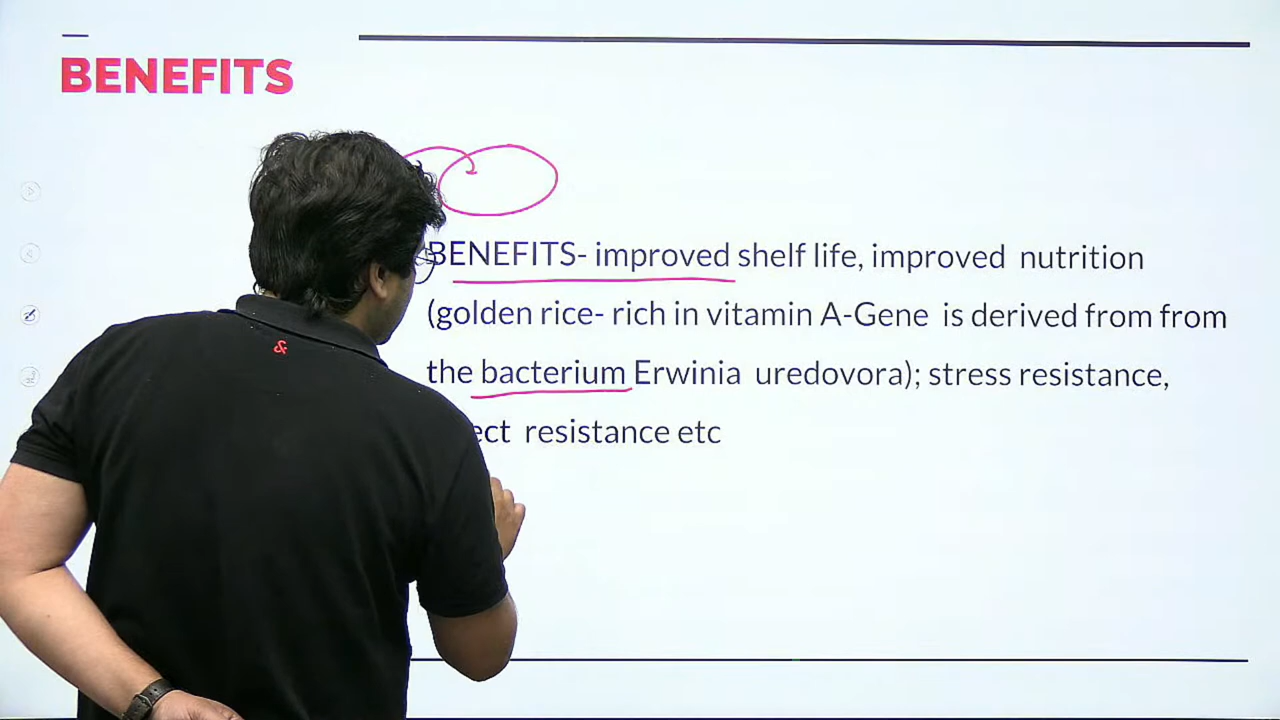 BENEFITS
BENEFITS- improved shelf life, improved nutrition
(golden rice- rich in vitamin A-Gene is derived from from
the bacterium Erwinia uredovora); stress resistance,
resistance etc